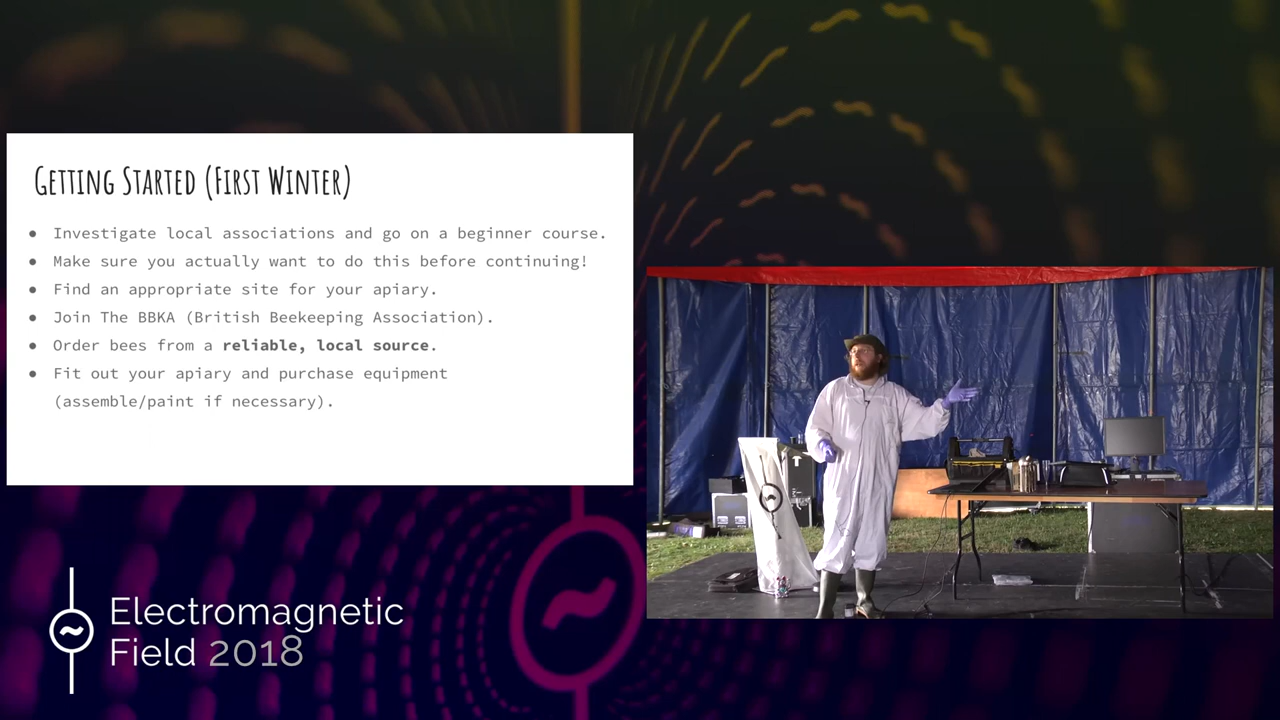 Getting Started (First Winter)
● Investigate local associations and go on a beginner course.
● Make sure you actually want to do this before continuing!
● Find an appropriate site for your apiary.
● Join The BBKA (British Beekeeping Association).
● Order bees from a reliable, local source.
● Fit out your apiary and purchase equipment
(assemble/paint if necessary).
Electromagnetic
Field 2018